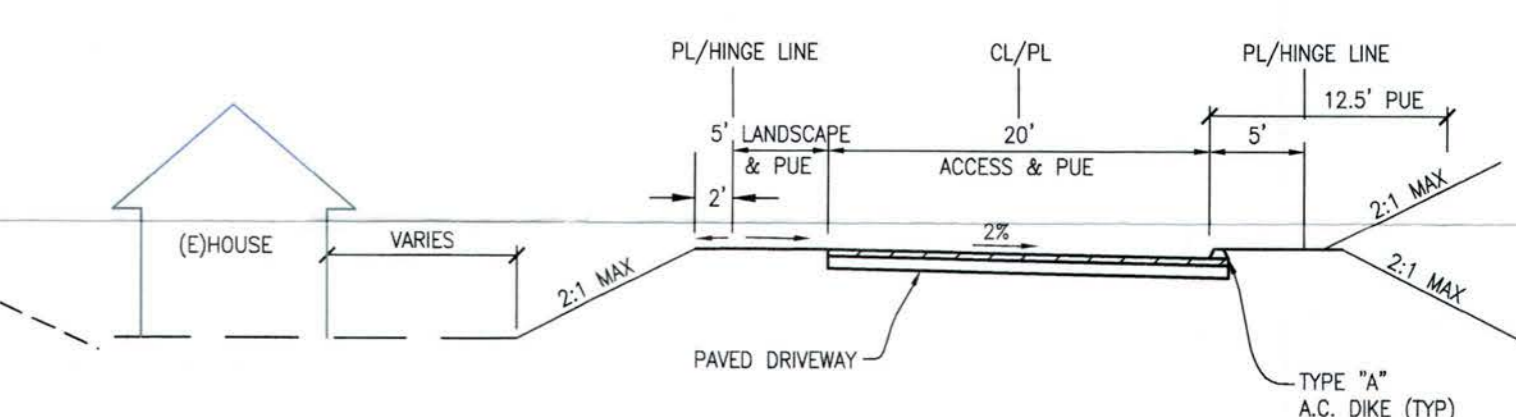 PL/HINGE LINE
CL/PL
PL/HINGE LINE
12.5' PUE
5' LANDSCAPE
& PUE
20'
ACCESS & PUE
5'
2'
2:1 MAX
(E)HOUSE
VARIES
2%
2:1 MAX
2:1 MAX
PAVED DRIVEWAY
TYPE "A"
A.C. DIKE (TYP)